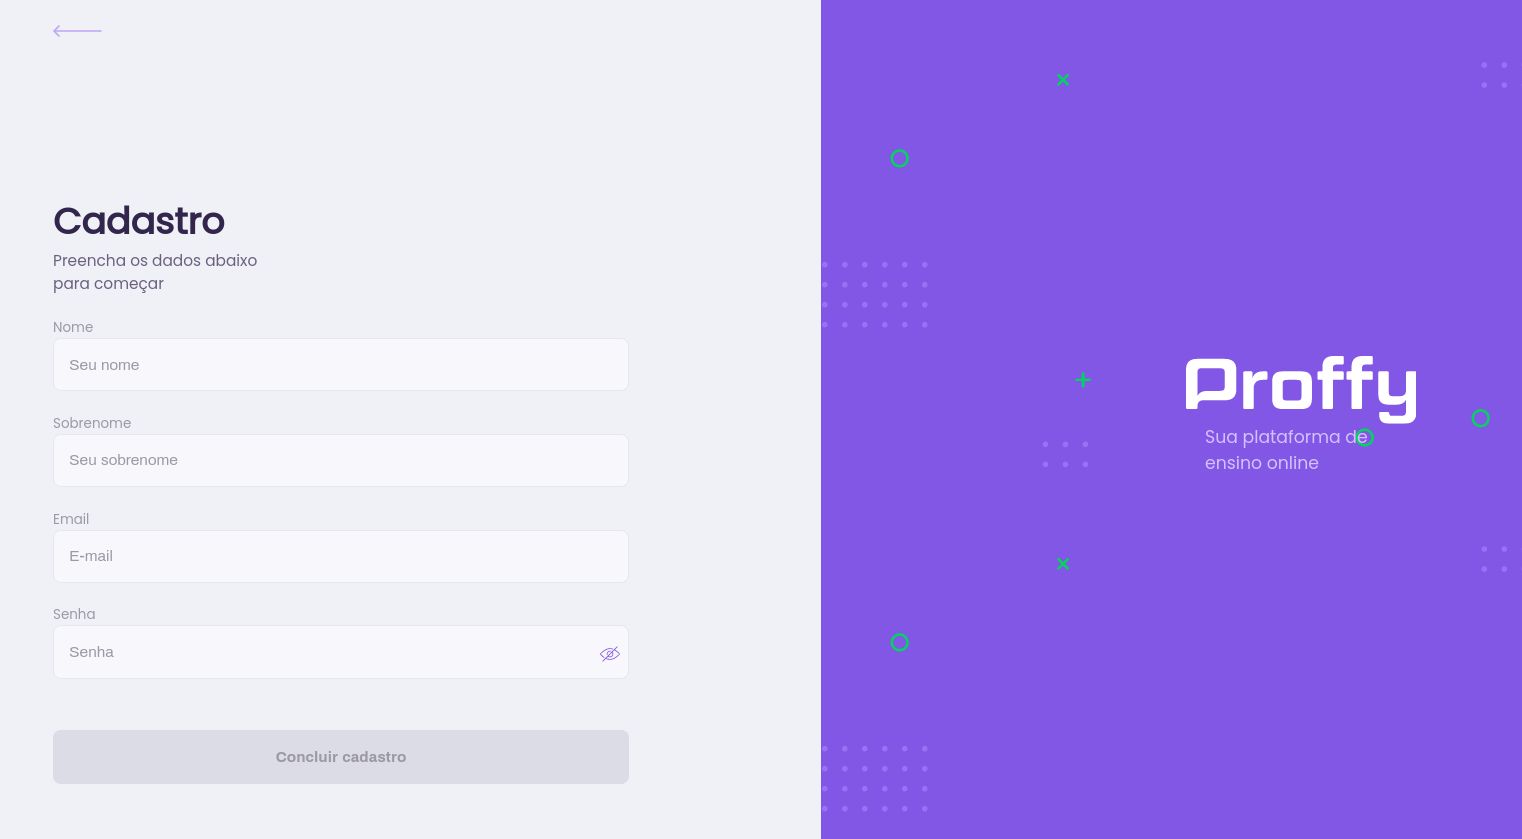 Cadastro
Preencha os dados abaixo
para começar
Nome
Seu nome
Sobrenome
Seu sobrenome
Email
E-mail
Senha
Senha
Concluir cadastro
Proffy
Sua plataforma de
ensino online